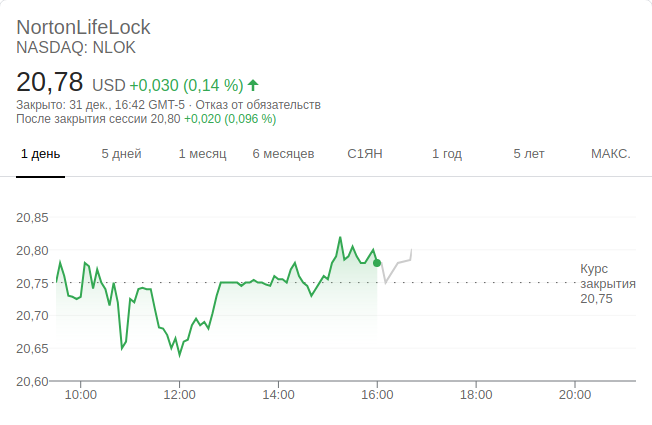 NortonLifeLock
NASDAQ: NLOK
20,78 USD +0,030 (0,14 %)
Закрыто: 31 дек., 16:42 GMT-5 · Отказ от обязательств
После закрытия сессии 20,80 +0,020 (0,096 %)
1 день 5 дней 1 месяц 6 месяцев С1ЯН 1 год 5 лет МАКС.
20,85
20,80
20,75
20,70
20,65
20,60
Курс
закрытия
20,75
10:00 12:00 14:00 16:00 18:00 20:00